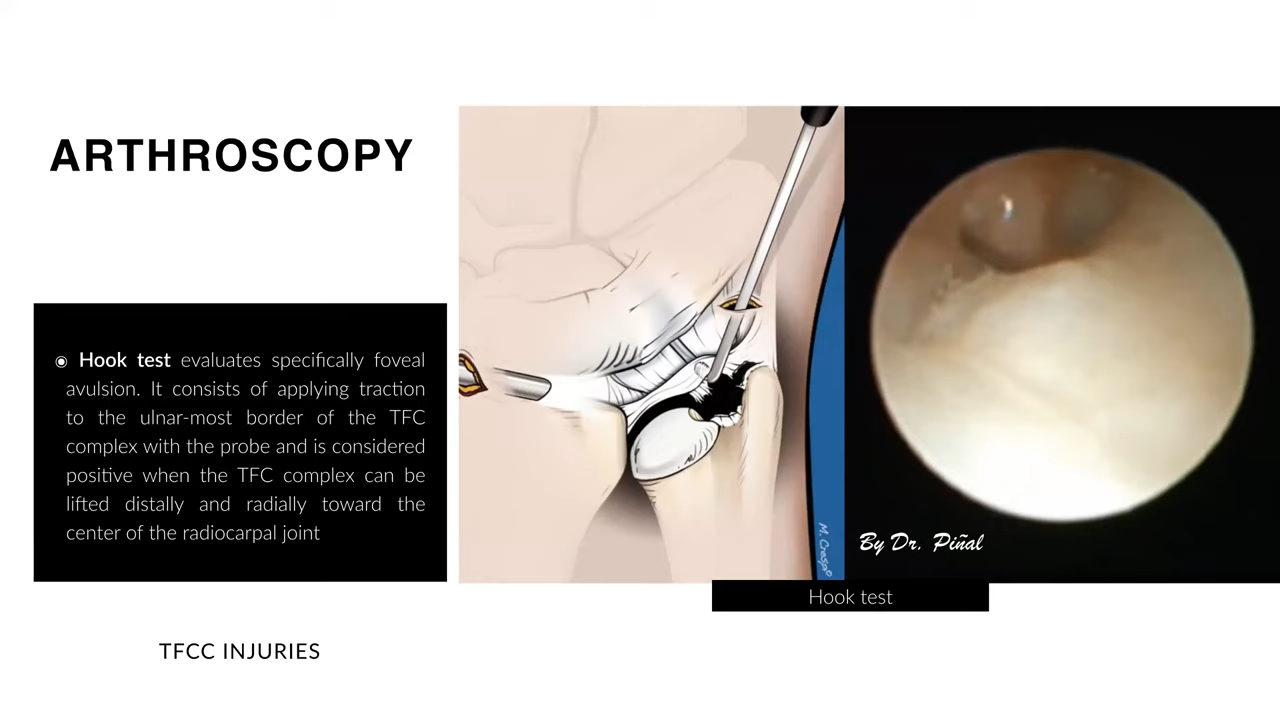 ARTHROSCOPY
◉ Hook test evaluates specifically foveal
avulsion. It consists of applying traction
to the ulnar-most border of the TFC
complex with the probe and is considered
positive when the TFC complex can be
lifted distally and radially toward the
center of the radiocarpal joint
M. Crespo©
By Dr. Piñal
Hook test
TFCC INJURIES